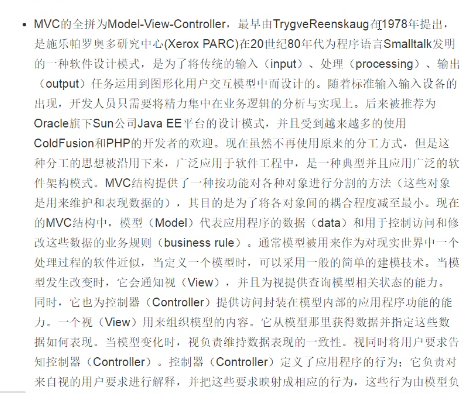 • MVC的全拼为Model-View-Controller，最早由TrygveReenskaug在1978年提出，
是施乐帕罗奥多研究中心(Xerox PARC)在20世纪80年代为程序语言Smalltalk发明
的一种软件设计模式，是为了将传统的输入（input）、处理（processing）、输出
（output）任务运用到图形化用户交互模型中而设计的。随着标准输入输出设备的
出现，开发人员只需要将精力集中在业务逻辑的分析与实现上。后来被推荐为
Oracle旗下Sun公司Java EE平台的设计模式，并且受到越来越多的使用
ColdFusion和PHP的开发者的欢迎。现在虽然不再使用原来的分工方式，但是这
种分工的思想被沿用下来，广泛应用于软件工程中，是一种典型并且应用广泛的软
件架构模式。MVC结构提供了一种按功能对各种对象进行分割的方法（这些对象
是用来维护和表现数据的），其目的是为了将各对象间的耦合程度减至最小。现在
的MVC结构中，模型（Model）代表应用程序的数据（data）和用于控制访问和修
改这些数据的业务规则（business rule）。通常模型被用来作为对现实世界中一个
处理过程的软件近似，当定义一个模型时，可以采用一般的简单的建模技术。当模
型发生改变时，它会通知视（View），并且为视提供查询模型相关状态的能力。
同时，它也为控制器（Controller）提供访问封装在模型内部的应用程序功能的能
力。一个视（View）用来组织模型的内容。它从模型那里获得数据并指定这些数
据如何表现。当模型变化时，视负责维持数据表现的一致性。视同时将用户要求告
知控制器（Controller）。控制器（Controller）定义了应用程序的行为；它负责对
来自视的用户要求进行解释，并把这些要求映射成相应的行为，这些行为由模型负